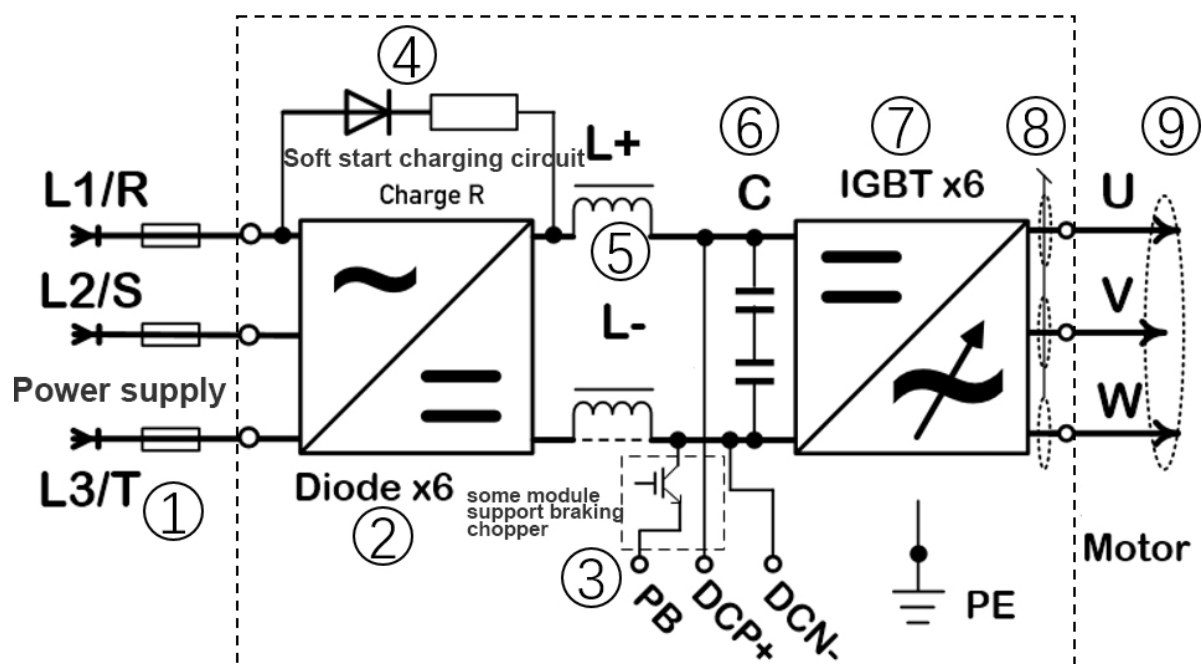 ④
Soft start charging circuit
Charge R
L+
⑥
C
⑦
IGBT x6
⑧
⑨
L1/R
U
⑤
L2/S
L-
V
Power supply
W
L3/T
①
Diode x6
②
some module
support braking
chopper
③
PB
DCP+
DCN-
PE
Motor